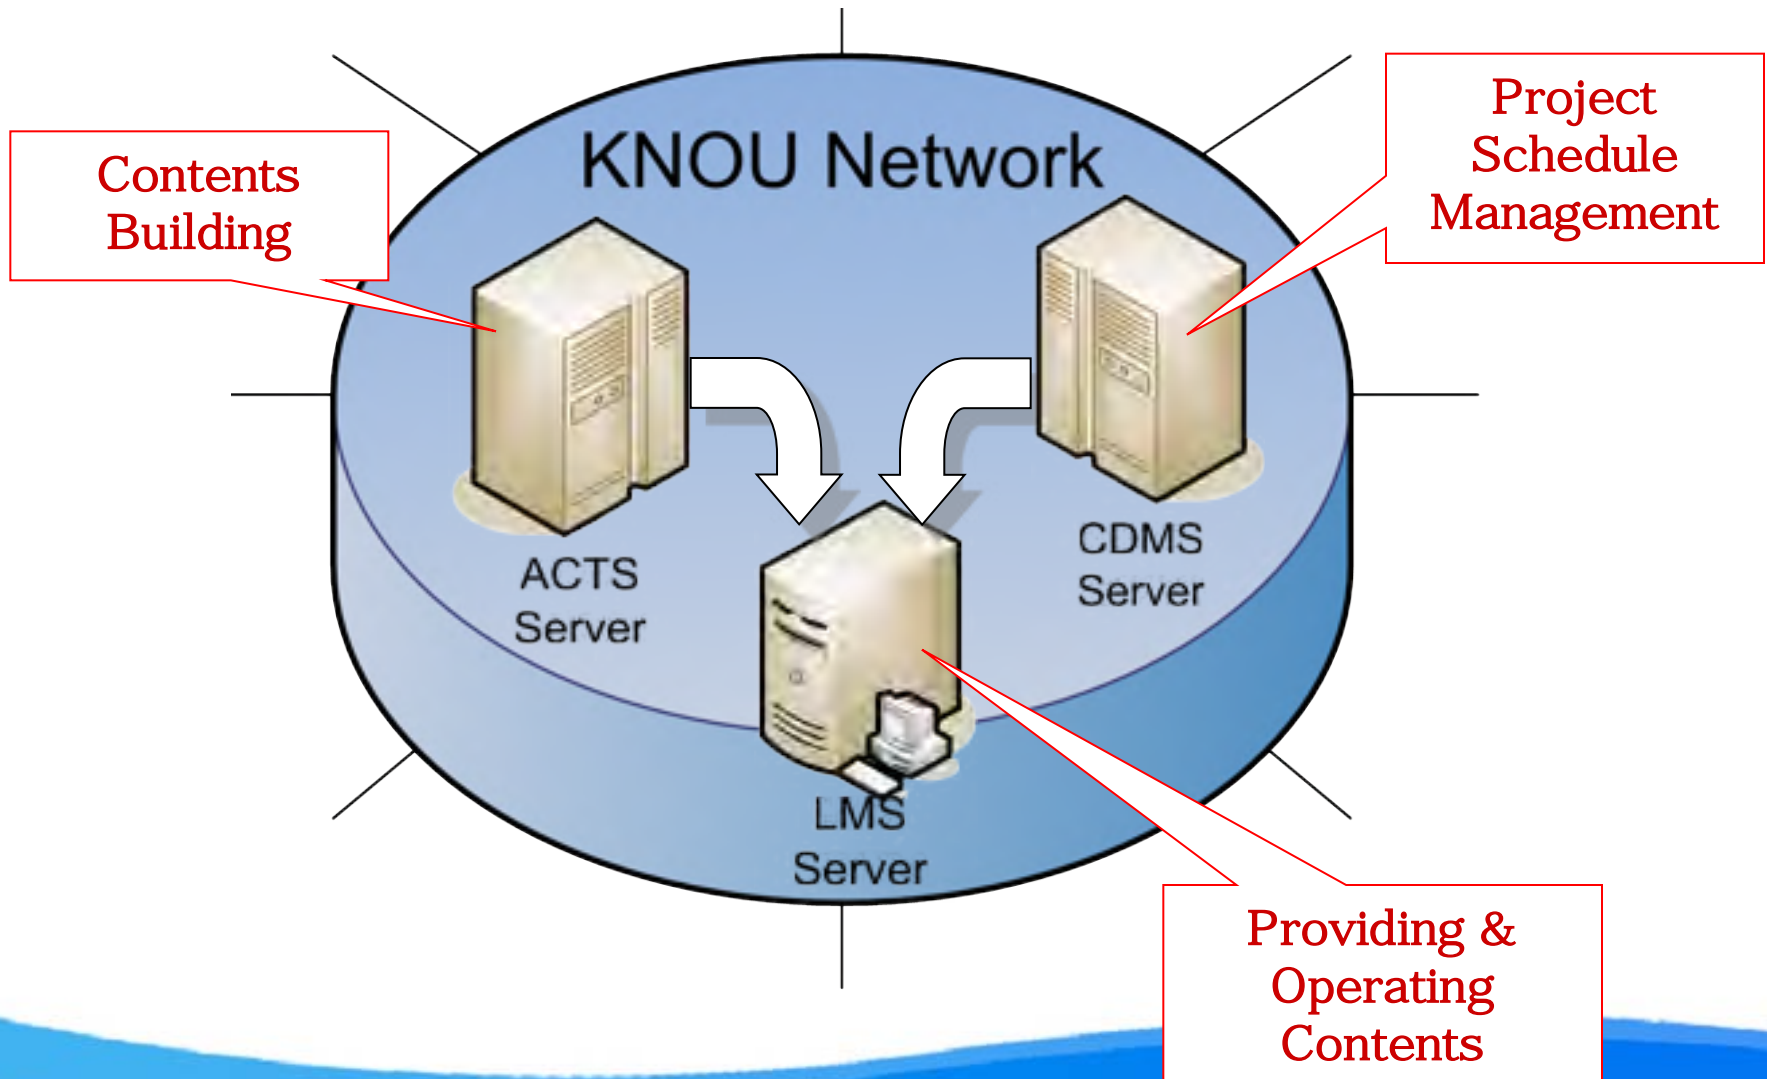 KNOU Network
Contents
Building
Project
Schedule
Management
ACTS
Server
CDMS
Server
LMS
Server
Providing &
Operating
Contents